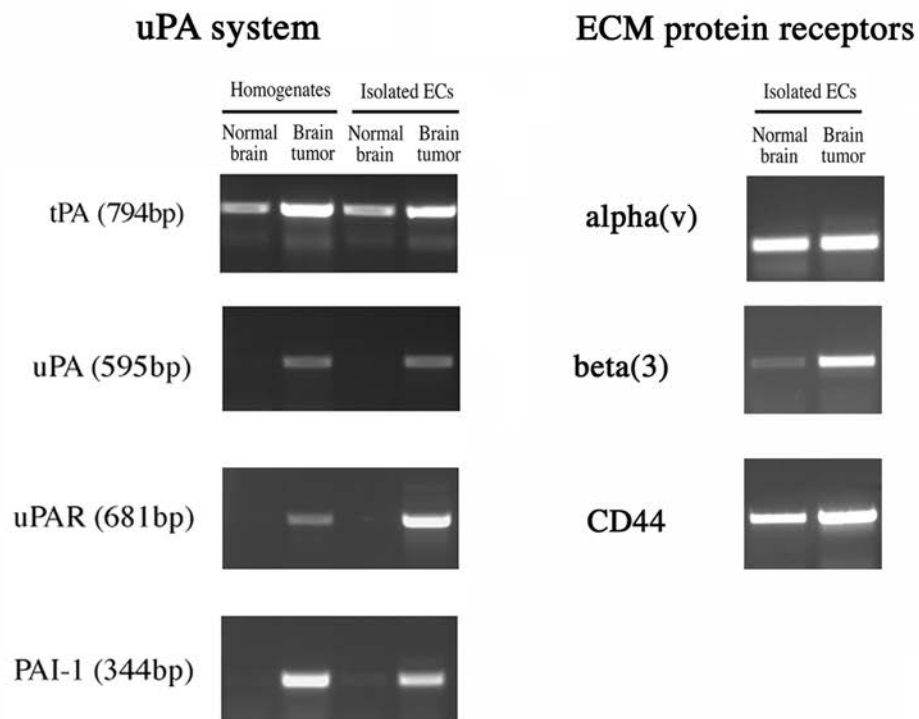 uPA system
Homogenates Isolated ECs
Normal brain
Brain tumor
Normal brain
Brain tumor
tPA (794bp)
uPA (595bp)
uPAR (681bp)
PAI-1 (344bp)
ECM protein receptors
Isolated ECs
Normal brain
Brain tumor
alpha(v)
beta(3)
CD44